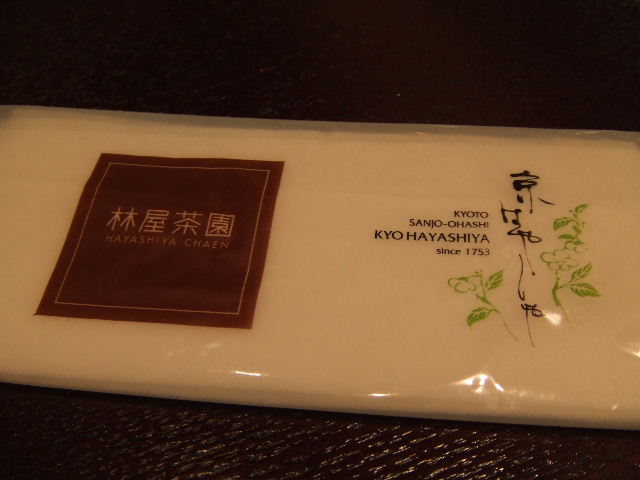 林屋茶園
HAYASHIYA CHAEN
KYOTO
SANJO-OHASHI
KYO HAYASHIYA
since 1753
京はやしや